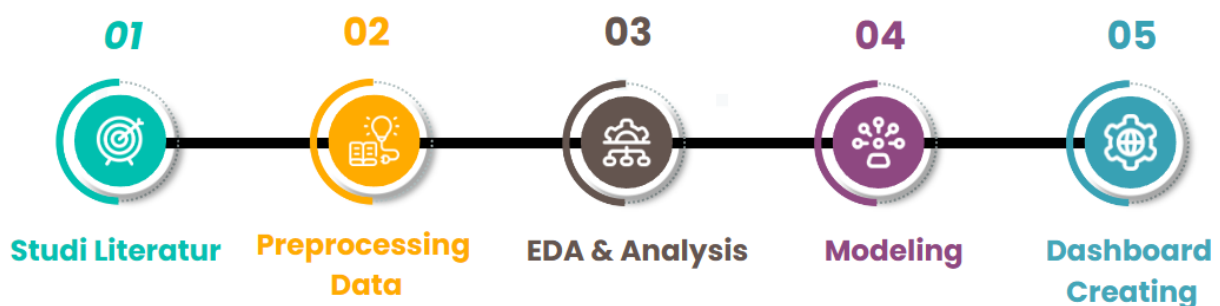 01
02
03
04
05
Studi Literatur
Preprocessing
Data
EDA & Analysis
Modeling
Dashboard
Creating